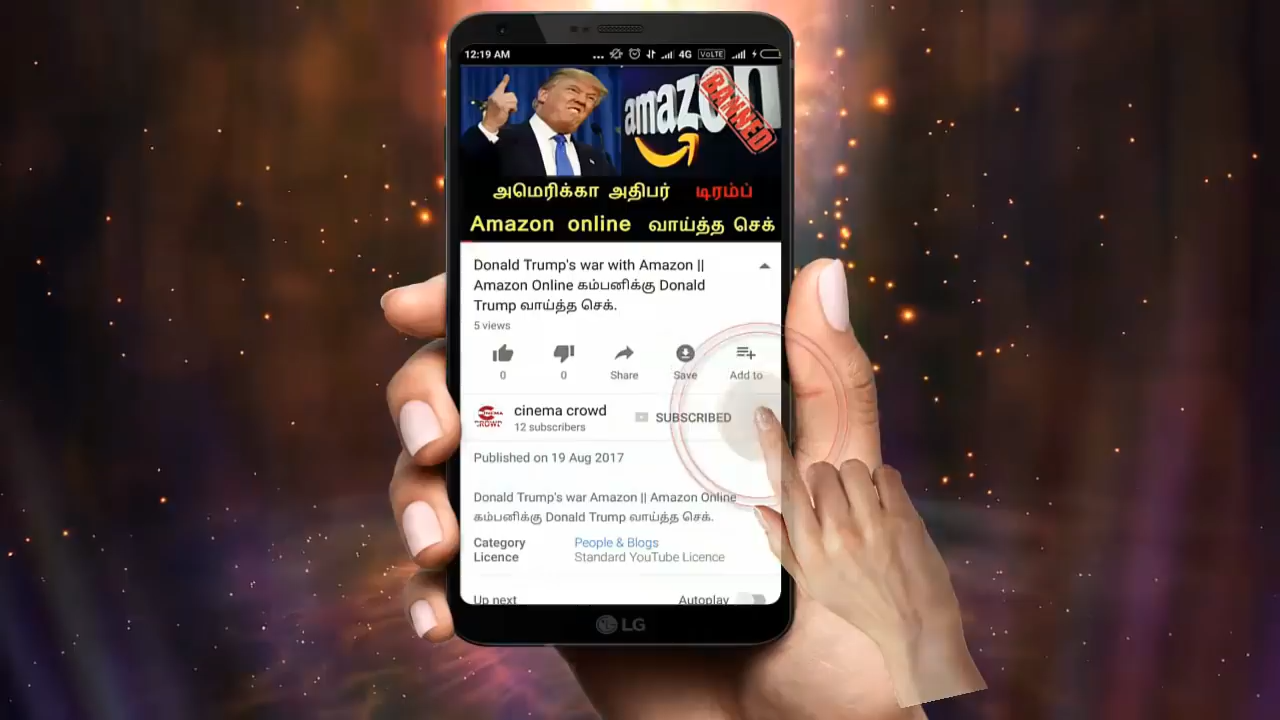 12:19 AM ... 4G VoLTE
amazon
BANNED
அமெரிக்கா அதிபர் டிரம்ப்
Amazon online வாய்த்த செக்
Donald Trump's war with Amazon ||
Amazon Online கம்பனிக்கு Donald
Trump வாய்த்த செக்.
5 views
0 0 Share Save Add to
CINEMA
CROWD
cinema crowd
SUBSCRIBED
12 subscribers
Published on 19 Aug 2017
Donald Trump's war Amazon || Amazon Online
கம்பனிக்கு Donald Trump வாய்த்த செக்.
Category People & Blogs
Licence Standard YouTube Licence
Up next Autoplay
LG